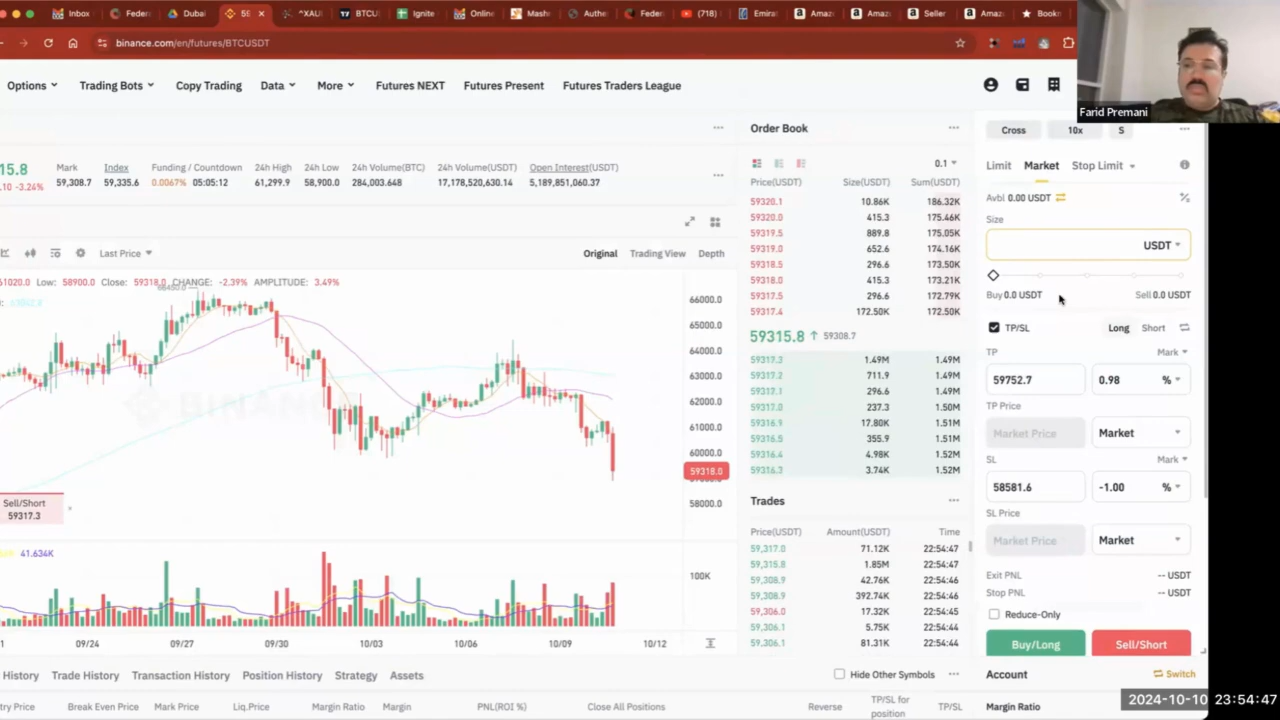 Inbox
Feder
Dubai
59
^XAU
BTCU
Ignite
Online
Mash
Authe
Feder
(718)
Emira
Amaz
Amaz
Seller
Amaz
Bookn
binance.com/en/futures/BTCUSDT
Farid Premani
Options
Trading Bots
Copy Trading
Data
More
Futures NEXT
Futures Present
Futures Traders League
15.8
.10 -3.24%
Mark
59,308.7
Index
59,335.6
Funding / Countdown
0.0067% 05:05:12
24h High
61,299.9
24h Low
58,900.0
24h Volume(BTC)
284,003.648
24h Volume(USDT)
17,178,520,630.14
Open Interest(USDT)
5,189,851,060.37
Last Price
Original
Trading View
Depth
61020.0 Low: 58900.0 Close: 59318.0 CHANGE: -2.39% AMPLITUDE: 3.49%
66000.0
65000.0
64000.0
63000.0
62000.0
61000.0
60000.0
59318.0
58000.0
Sell/Short
59317.3
41.634K
100K
09/24
09/27
09/30
10/03
10/06
10/09
10/12
Order Book
0.1
Price(USDT) Size(USDT) Sum(USDT)
59320.1 10.86K 186.32K
59320.0 415.3 175.46K
59319.5 889.8 175.05K
59319.0 652.6 174.16K
59318.5 296.6 173.50K
59318.0 415.3 173.21K
59317.5 296.6 172.79K
59317.4 172.50K 172.50K
59315.8 ↑ 59308.7
59317.3 1.49M 1.49M
59317.2 711.9 1.49M
59317.1 296.6 1.49M
59317.0 237.3 1.50M
59316.9 17.80K 1.51M
59316.5 355.9 1.51M
59316.4 4.98K 1.52M
59316.3 3.74K 1.52M
Trades
Price(USDT) Amount(USDT) Time
59,317.0 71.12K 22:54:47
59,315.8 1.85M 22:54:47
59,308.9 42.76K 22:54:46
59,308.9 392.74K 22:54:46
59,306.0 17.32K 22:54:45
59,306.1 5.75K 22:54:44
59,306.1 81.31K 22:54:44
Cross
10x
S
Limit
Market
Stop Limit
Avbl 0.00 USDT
Size
USDT
Buy 0.0 USDT
Sell 0.0 USDT
TP/SL
Long
Short
TP
Mark
59752.7
0.98 %
TP Price
Market Price
Market
SL
Mark
58581.6
-1.00 %
SL Price
Market Price
Market
Exit PNL -- USDT
Stop PNL -- USDT
Reduce-Only
Buy/Long
Sell/Short
History
Trade History
Transaction History
Position History
Strategy
Assets
Hide Other Symbols
Account
Switch
try Price
Break Even Price
Mark Price
Liq.Price
Margin Ratio
Margin
PNL(ROI %)
Close All Positions
Reverse
TP/SL for
position
TP/SL
Margin Ratio
2024-10-10 23:54:47